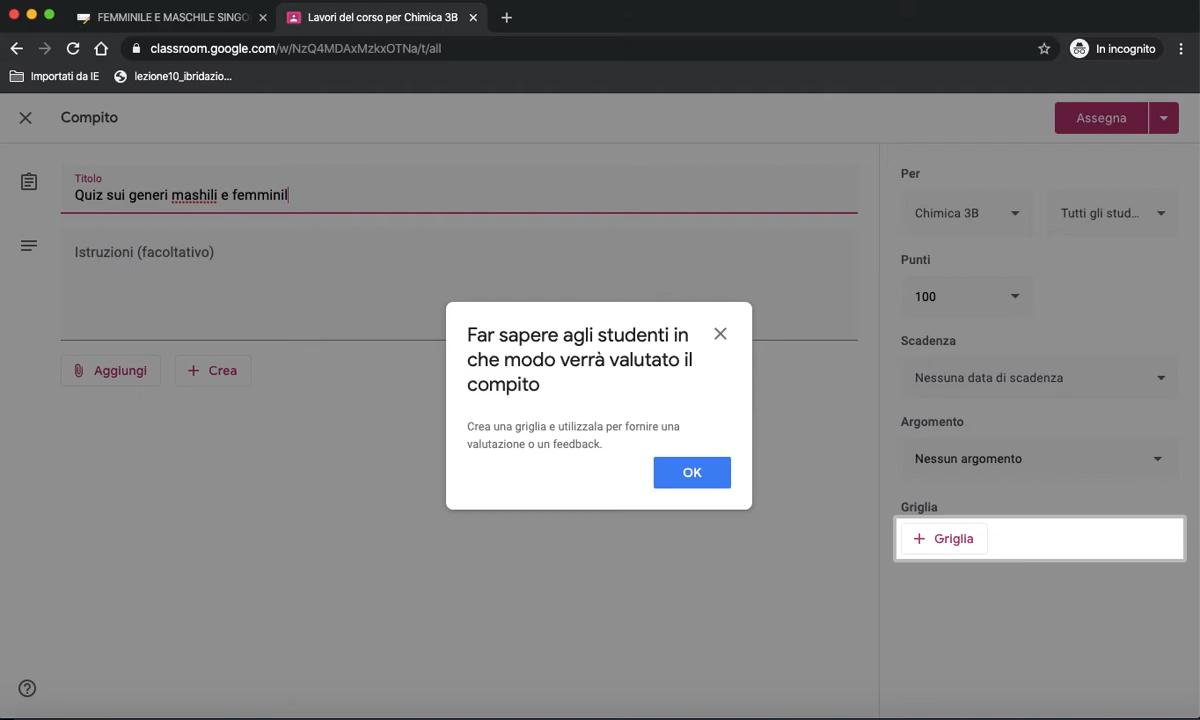 FEMMINILE E MASCHILE SINGO
Lavori del corso per Chimica 3B
classroom.google.com/w/NzQ4MDAxMzkxOTNa/t/all
In incognito
Importati da IE
lezione10_ibridazio...
Compito
Assegna
Titolo
Quiz sui generi mashili e femminil
Istruzioni (facoltativo)
Aggiungi
Crea
Per
Chimica 3B
Tutti gli stud...
Punti
100
Scadenza
Nessuna data di scadenza
Argomento
Nessun argomento
Griglia
Griglia
Far sapere agli studenti in
che modo verrà valutato il
compito
Crea una griglia e utilizzala per fornire una
valutazione o un feedback.
OK